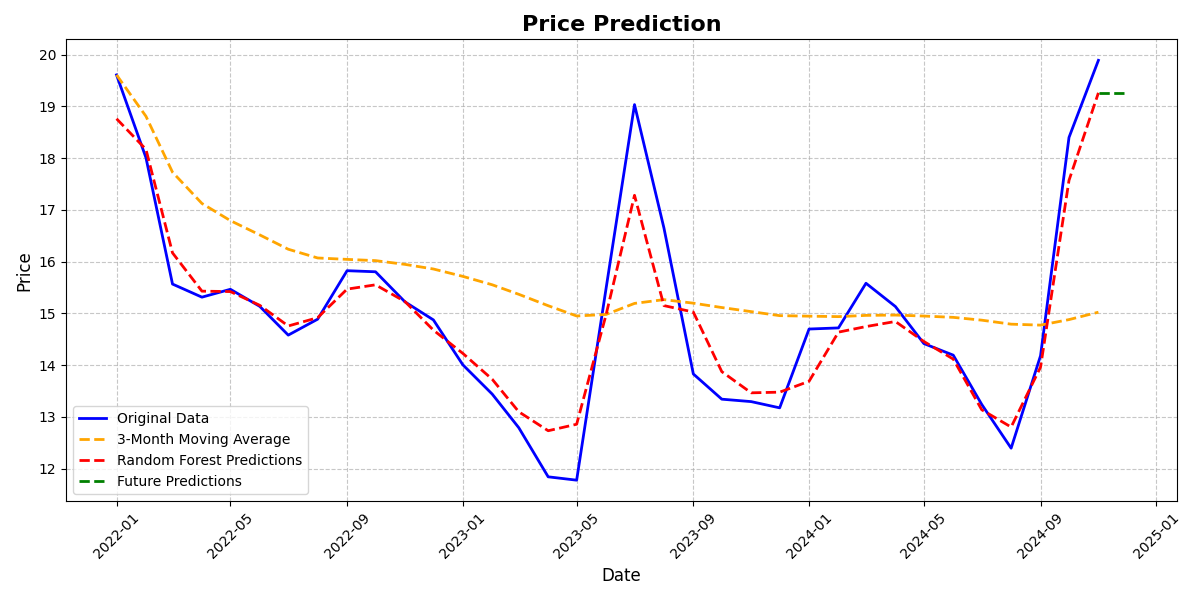 Price Prediction
Price
20
19
18
17
16
15
14
13
12
Original Data
3-Month Moving Average
Random Forest Predictions
Future Predictions
2022-01
2022-05
2022-09
2023-01
2023-05
2023-09
2024-01
2024-05
2024-09
2025-01
Date